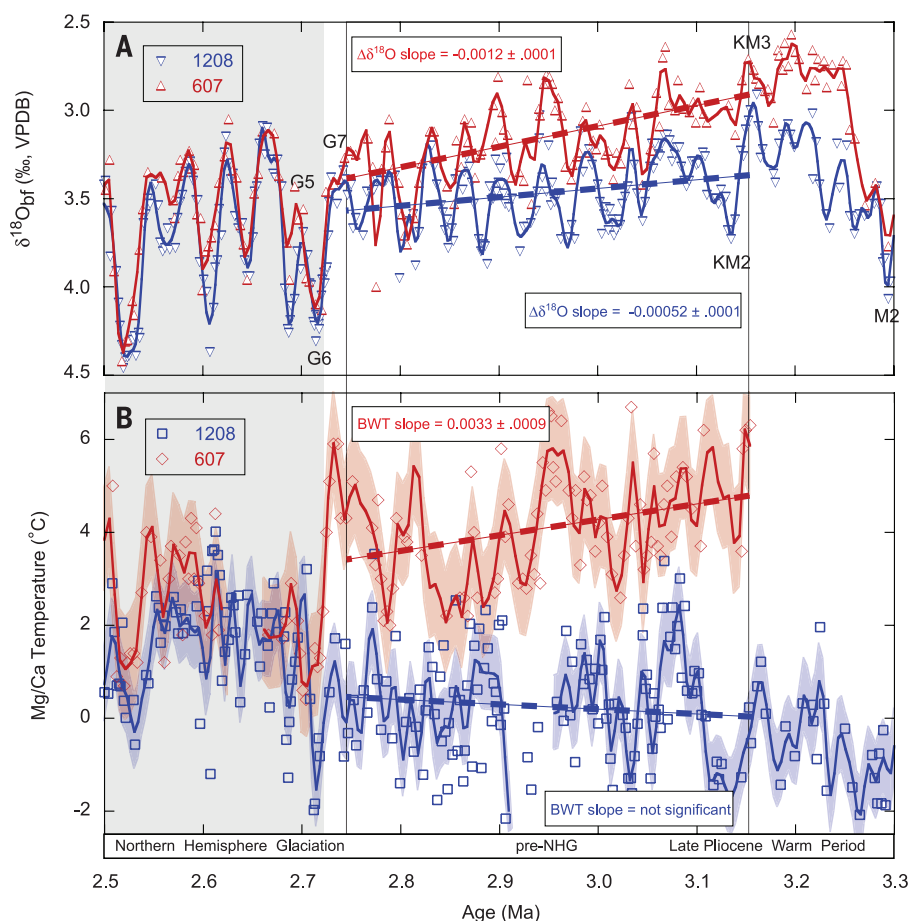 A
1208
607
Δδ18O slope = -0.0012 ± .0001
KM3
G7
G5
KM2
Δδ18O slope = -0.00052 ± .0001
M2
G6
2.5
3.0
3.5
4.0
4.5
δ18Obf (‰, VPDB)
B
1208
607
BWT slope = 0.0033 ± .0009
6
4
2
0
-2
Mg/Ca Temperature (°C)
BWT slope = not significant
Northern Hemisphere Glaciation
pre-NHG
Late Pliocene Warm Period
2.5 2.6 2.7 2.8 2.9 3.0 3.1 3.2 3.3
Age (Ma)